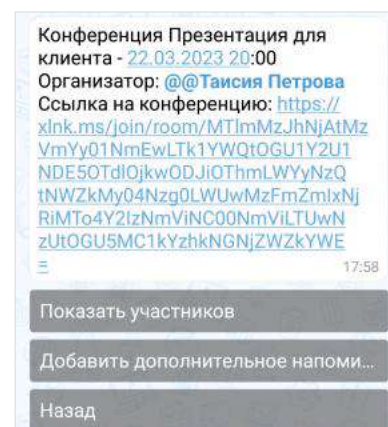 Конференция Презентация для
клиента - 22.03.2023 20:00
Организатор: @@Таисия Петрова
Ссылка на конференцию: https://
xlnk.ms/join/room/MTlmMzJhNjAtMz
VmYy01NmEwLTk1YWQtOGU1Y2U1
NDE5OTdlOjkwODJiOThmLWYyNzQ
tNWZkMy04Nzg0LWUwMzFmZmIxNj
RiMTo4Y2IzNmViNC00NmViLTUwN
zUtOGU5MC1kYzhkNGNjZWZkYWE
=
17:58
Показать участников
Добавить дополнительное напоми...
Назад